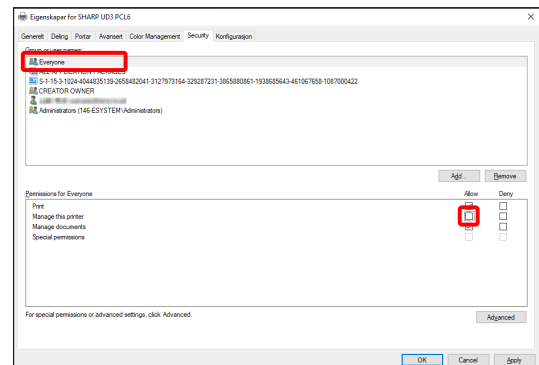 Eigenskapar for SHARP UD3 PCL6
Generelt Deling Portar Avansert Color Management Security Konfigurasjon
Group or user names:
Everyone
ALL APPLICATION PACKAGES
S-1-15-3-1024-4044835139-2658482041-3127973164-329287231-3865880861-1938685643-461067658-1087000422
CREATOR OWNER
Administrators (146-ESYSTEM\Administrators)
Add... Remove
Permissions for Everyone Allow Deny
Print
Manage this printer
Manage documents
Special permissions
For special permissions or advanced settings, click Advanced.
Advanced
OK Cancel Apply